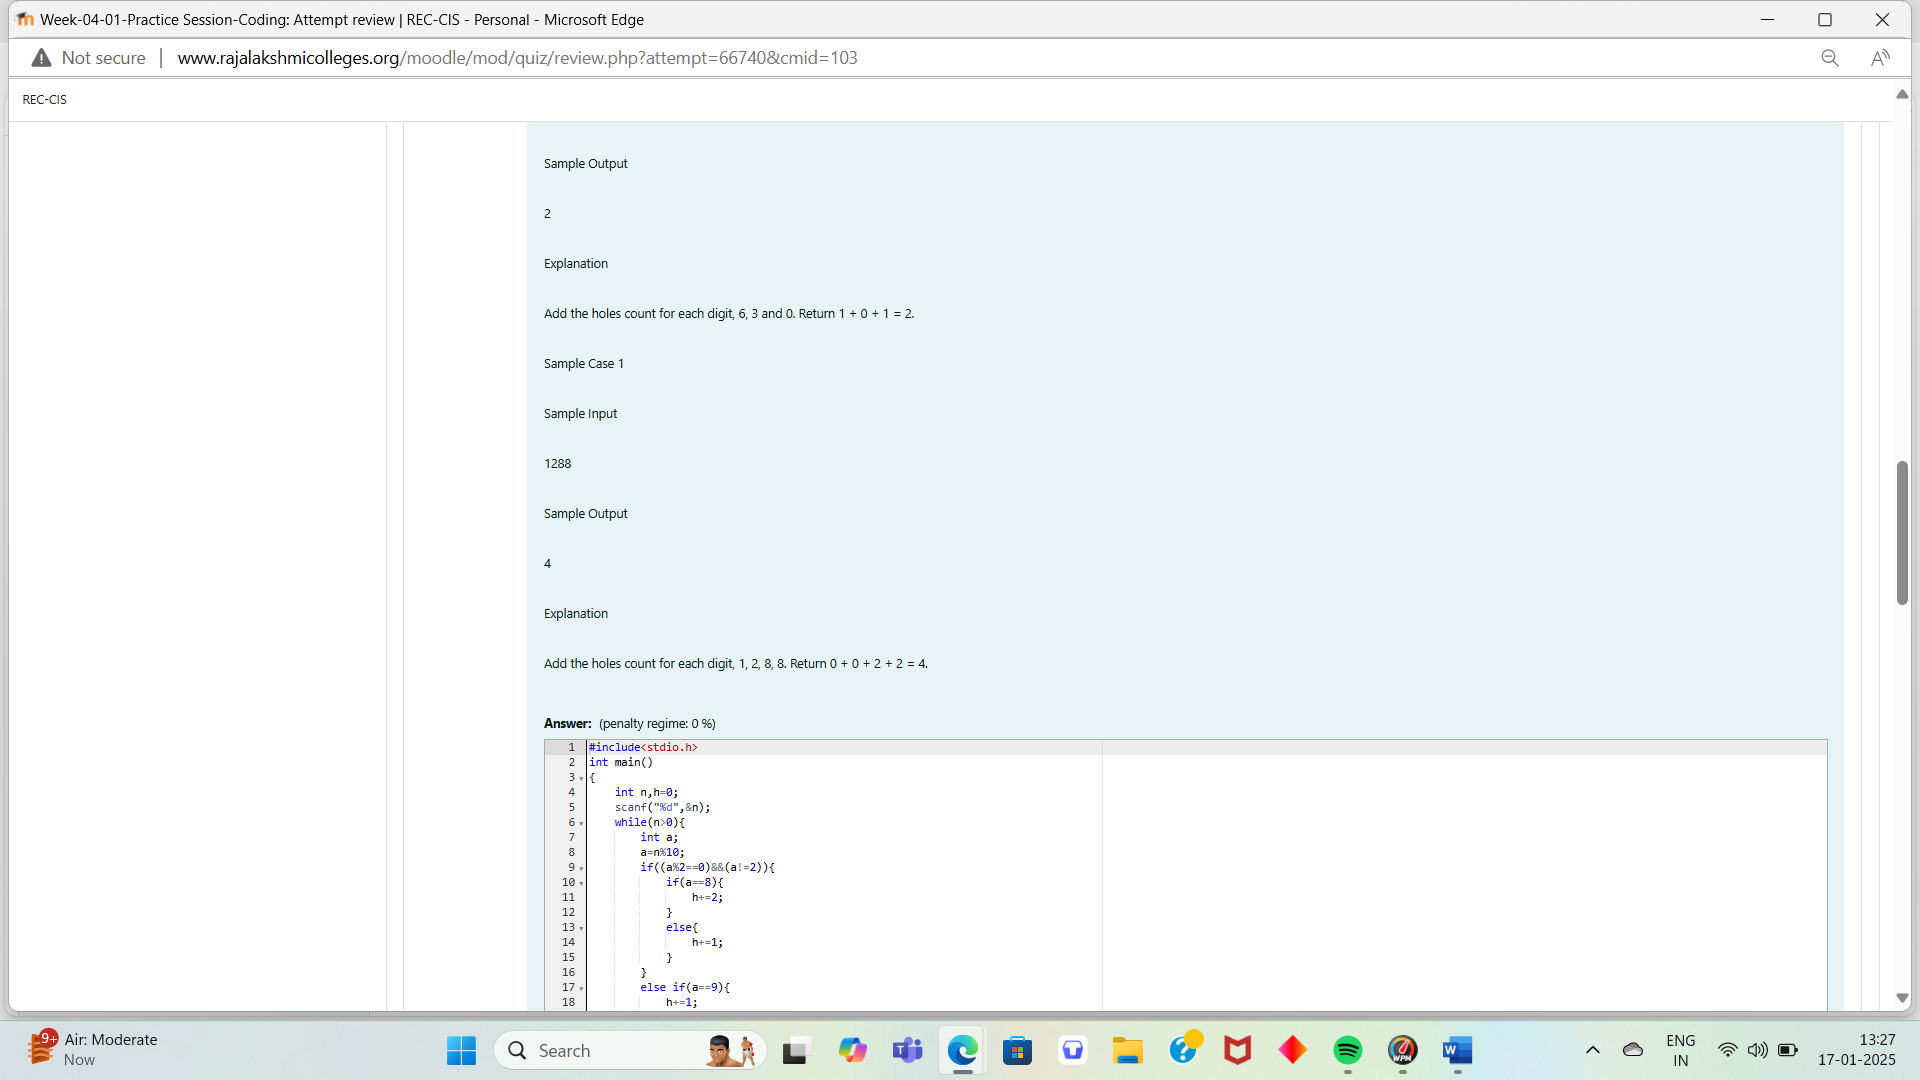 Week-04-01-Practice Session-Coding: Attempt review | REC-CIS - Personal - Microsoft Edge
Not secure
www.rajalakshmicolleges.org/moodle/mod/quiz/review.php?attempt=66740&cmid=103
REC-CIS
Sample Output
2
Explanation
Add the holes count for each digit, 6, 3 and 0. Return 1 + 0 + 1 = 2.
Sample Case 1
Sample Input
1288
Sample Output
4
Explanation
Add the holes count for each digit, 1, 2, 8, 8. Return 0 + 0 + 2 + 2 = 4.
Answer: (penalty regime: 0 %)
1 #include<stdio.h>
2 int main()
3 {
4 int n,h=0;
5 scanf("%d",&n);
6 while(n>0){
7 int a;
8 a=n%10;
9 if((a%2==0)&&(a!=2)){
10 if(a==8){
11 h+=2;
12 }
13 else{
14 h+=1;
15 }
16 }
17 else if(a==9){
18 h+=1;
9+
Air: Moderate
Now
Search
WPM
ENG
IN
13:27
17-01-2025